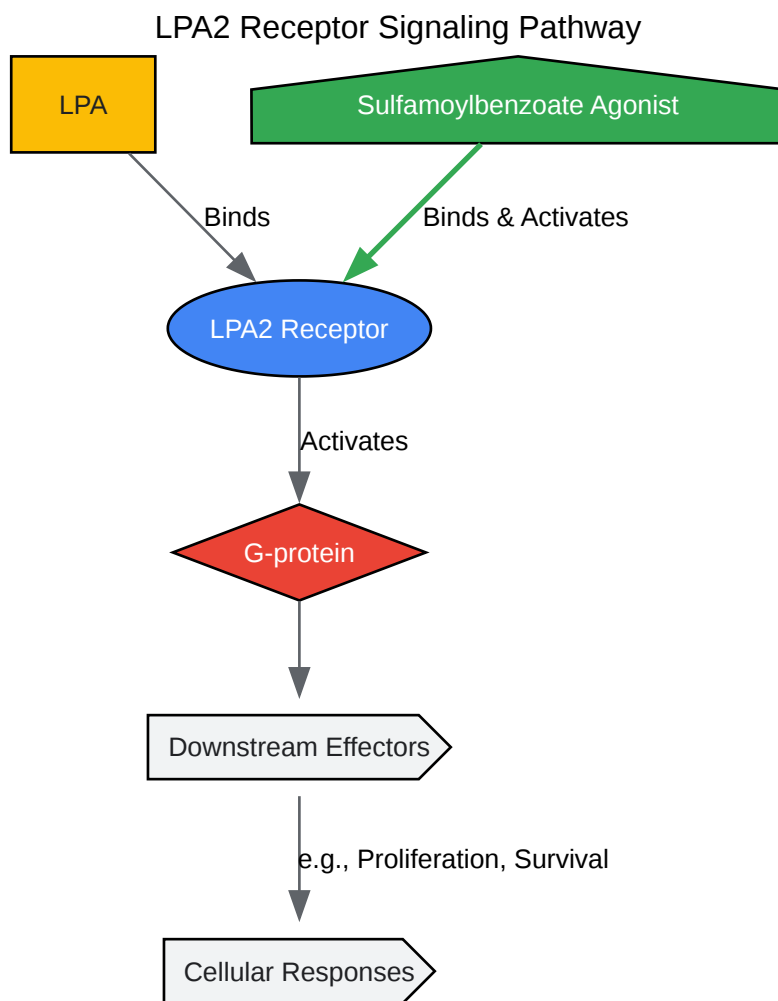 LPA2 Receptor Signaling Pathway
LPA
Sulfamoylbenzoate Agonist
Binds
Binds & Activates
LPA2 Receptor
Activates
G-protein
Downstream Effectors
e.g., Proliferation, Survival
Cellular Responses